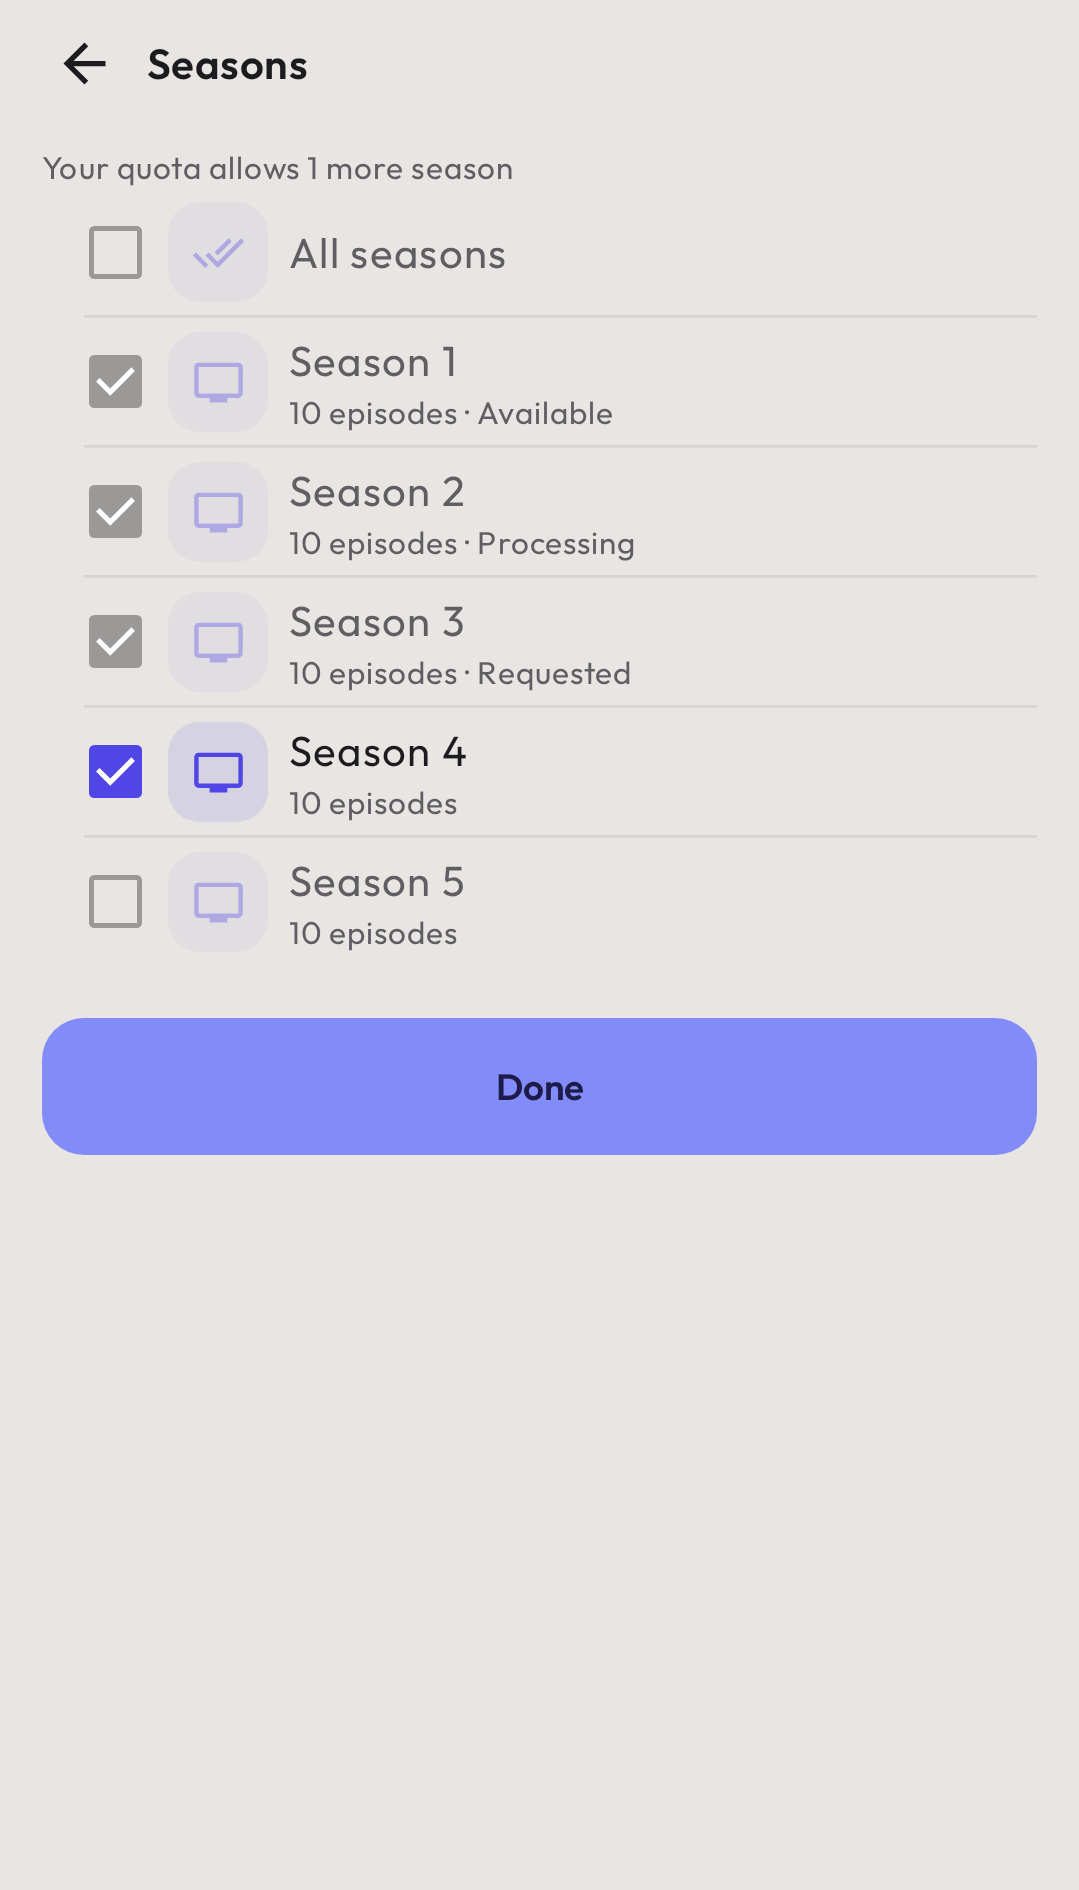 Seasons
Your quota allows 1 more season
All seasons
Season 1
10 episodes · Available
Season 2
10 episodes · Processing
Season 3
10 episodes · Requested
Season 4
10 episodes
Season 5
10 episodes
Done